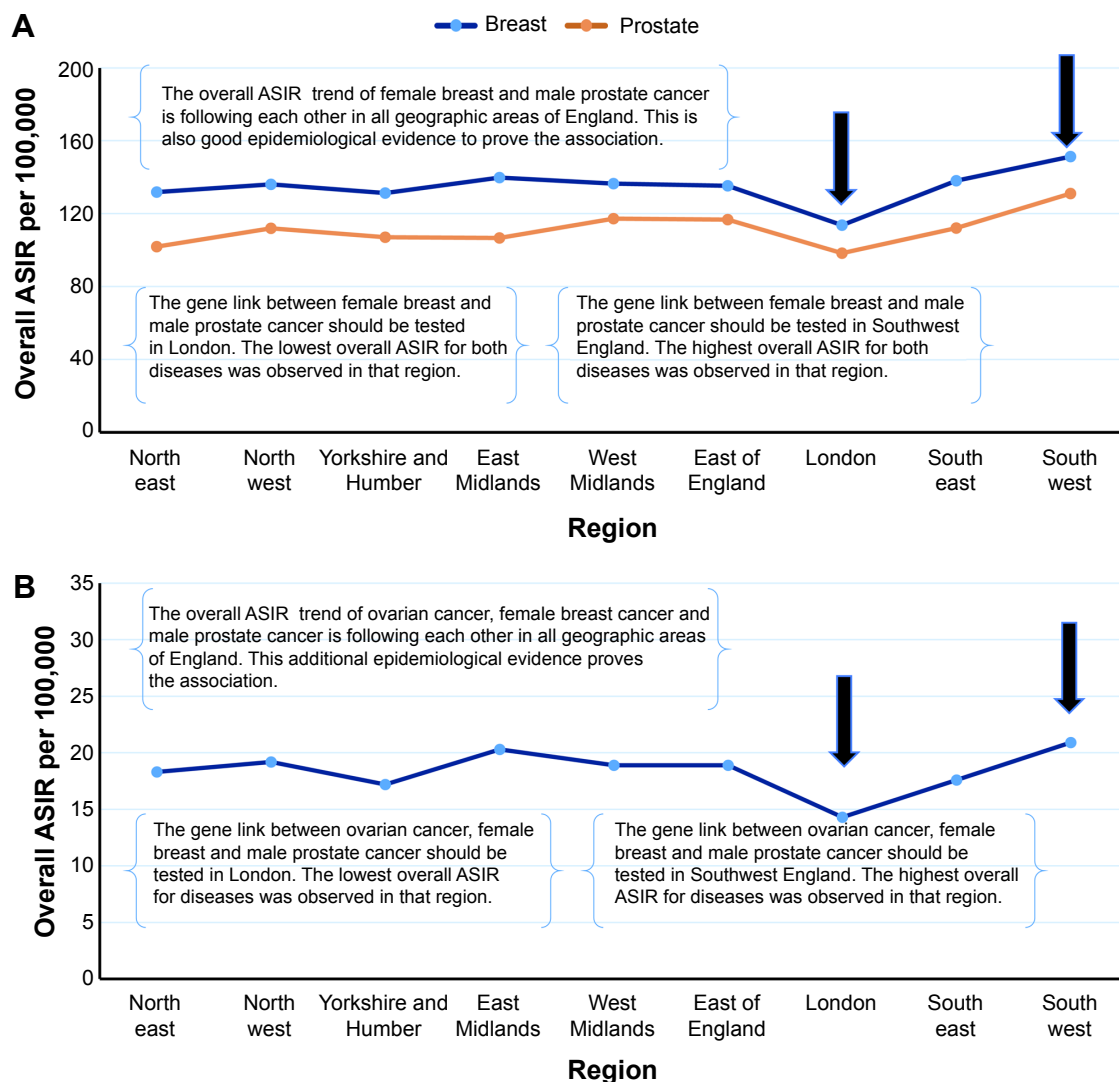 A
Breast
Prostate
Overall ASIR per 100,000
200
160
120
80
40
0
The overall ASIR trend of female breast and male prostate cancer
is following each other in all geographic areas of England. This is
also good epidemiological evidence to prove the association.
The gene link between female breast and
male prostate cancer should be tested
in London. The lowest overall ASIR for both
diseases was observed in that region.
The gene link between female breast and male
prostate cancer should be tested in Southwest
England. The highest overall ASIR for both
diseases was observed in that region.
North
east
North
west
Yorkshire and
Humber
East
Midlands
West
Midlands
East of
England
London
South
east
South
west
Region
B
Overall ASIR per 100,000
35
30
25
20
15
10
5
0
The overall ASIR trend of ovarian cancer, female breast cancer and
male prostate cancer is following each other in all geographic areas
of England. This additional epidemiological evidence proves
the association.
The gene link between ovarian cancer, female
breast and male prostate cancer should be
tested in London. The lowest overall ASIR
for diseases was observed in that region.
The gene link between ovarian cancer, female
breast and male prostate cancer should be
tested in Southwest England. The highest overall
ASIR for diseases was observed in that region.
North
east
North
west
Yorkshire and
Humber
East
Midlands
West
Midlands
East of
England
London
South
east
South
west
Region